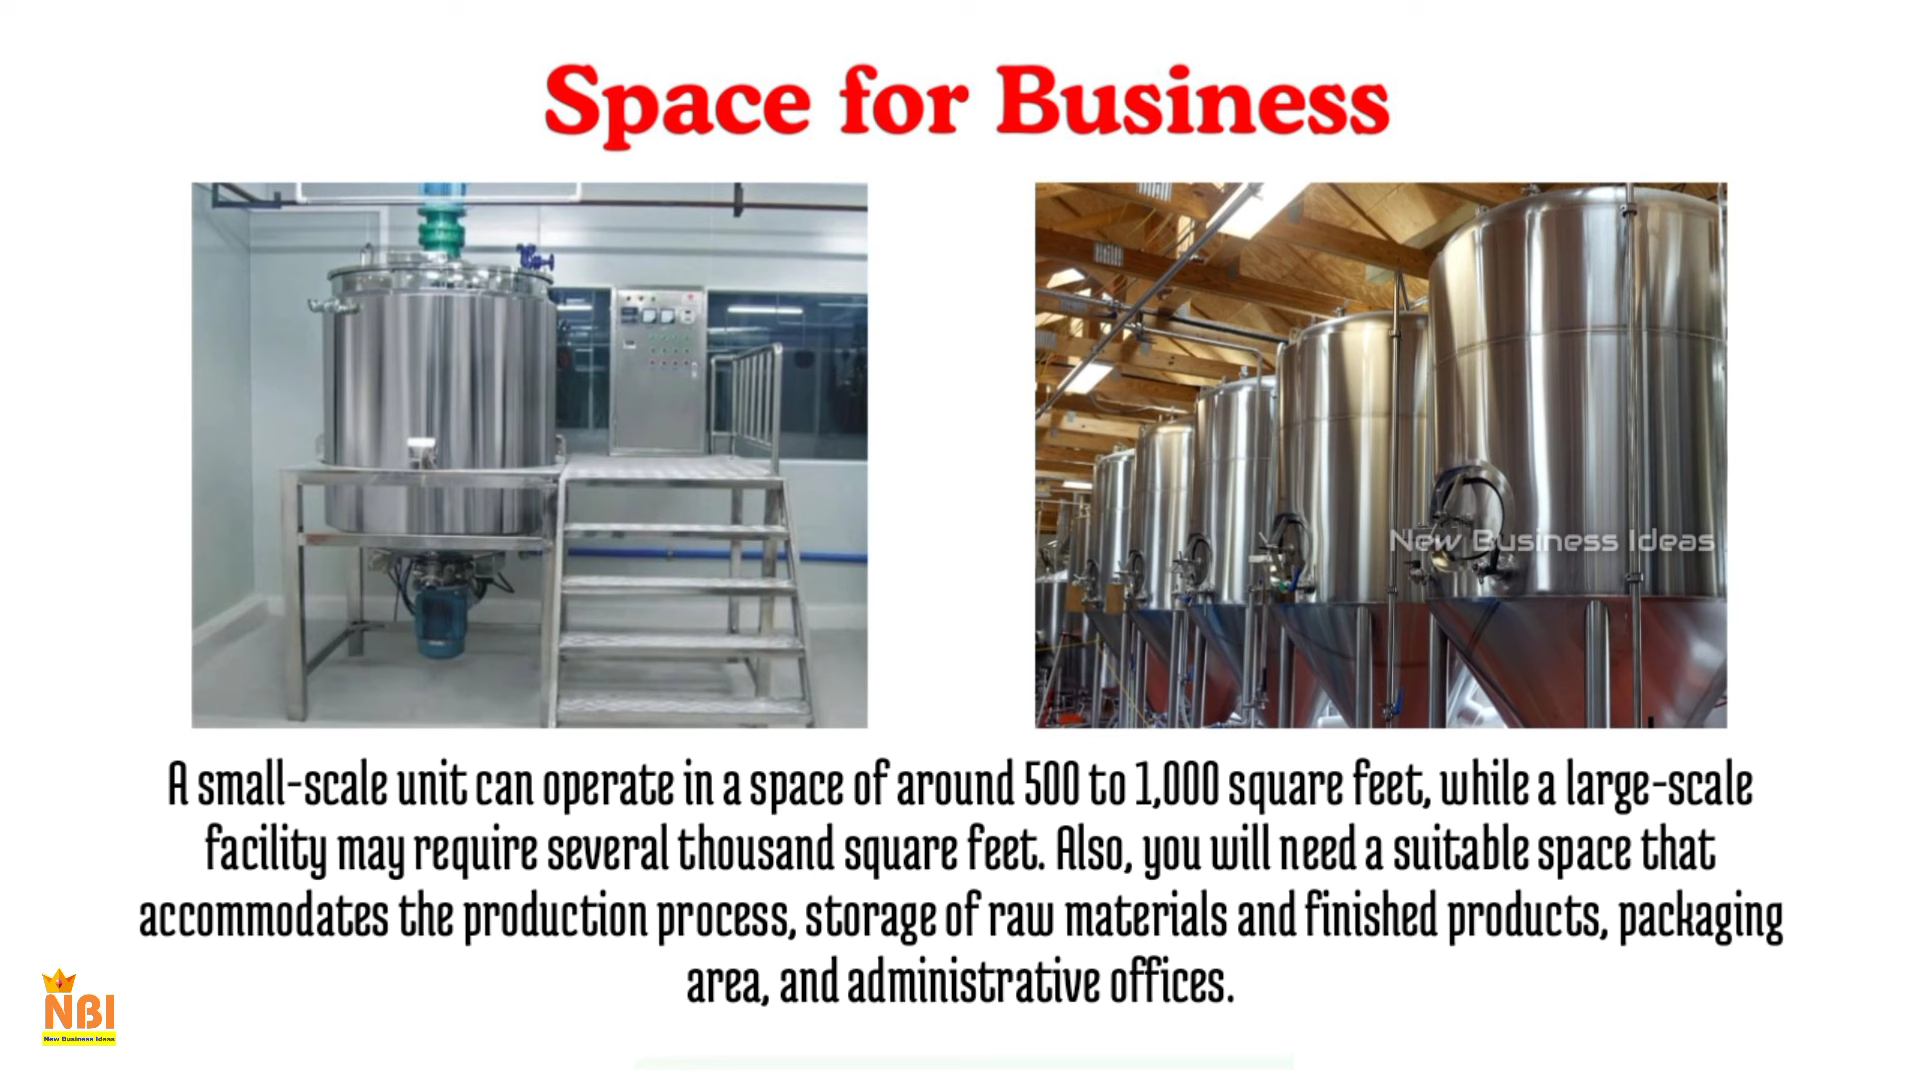 Space for Business
New Business Ideas
A small-scale unit can operate in a space of around 500 to 1,000 square feet, while a large-scale
facility may require several thousand square feet. Also, you will need a suitable space that
accommodates the production process, storage of raw materials and finished products, packaging
area, and administrative offices.
NBI
New Business Ideas